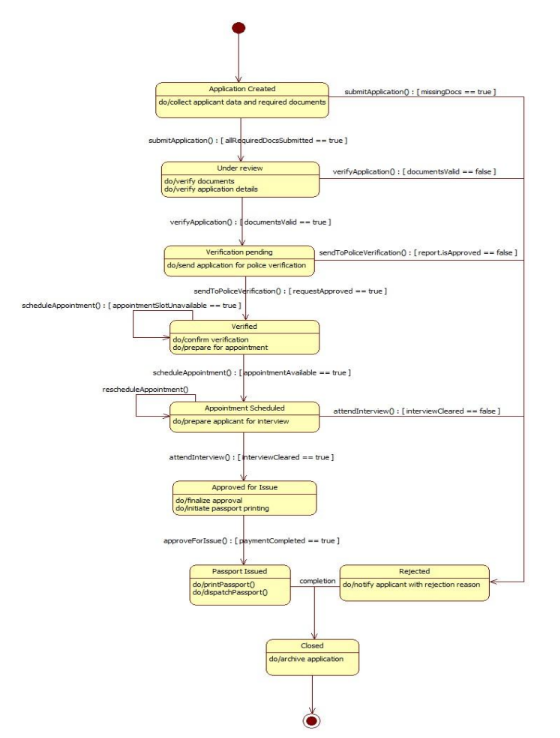 Application Created
do/collect applicant data and required documents
submitApplication() : [ missingDocs == true ]
submitApplication() : [ allRequiredDocsSubmitted == true ]
Under review
do/verify documents
do/verify application details
verifyApplication() : [ documentsValid == false ]
verifyApplication() : [ documentsValid == true ]
Verification pending
do/send application for police verification
sendToPoliceVerification() : [ report.isApproved == false ]
sendToPoliceVerification() : [ requestApproved == true ]
scheduleAppointment() : [ appointmentSlotUnavailable == true ]
Verified
do/confirm verification
do/prepare for appointment
scheduleAppointment() : [ appointmentAvailable == true ]
rescheduleAppointment()
Appointment Scheduled
do/prepare applicant for interview
attendInterview() : [ interviewCleared == false ]
attendInterview() : [ interviewCleared == true ]
Approved for Issue
do/finalize approval
do/initiate passport printing
approveForIssue() : [ paymentCompleted == true ]
Passport Issued
do/printPassport()
do/dispatchPassport()
completion
Rejected
do/notify applicant with rejection reason
Closed
do/archive application